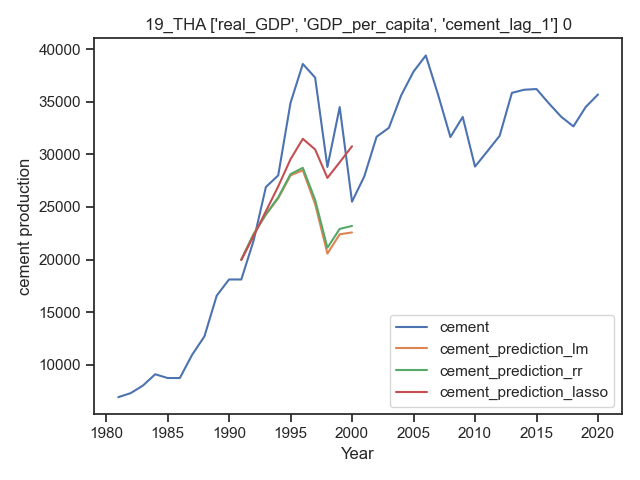 19_THA ['real_GDP', 'GDP_per_capita', 'cement_lag_1'] 0
40000
35000
30000
25000
20000
15000
10000
cement production
1980 1985 1990 1995 2000 2005 2010 2015 2020
Year
cement
cement_prediction_lm
cement_prediction_rr
cement_prediction_lasso